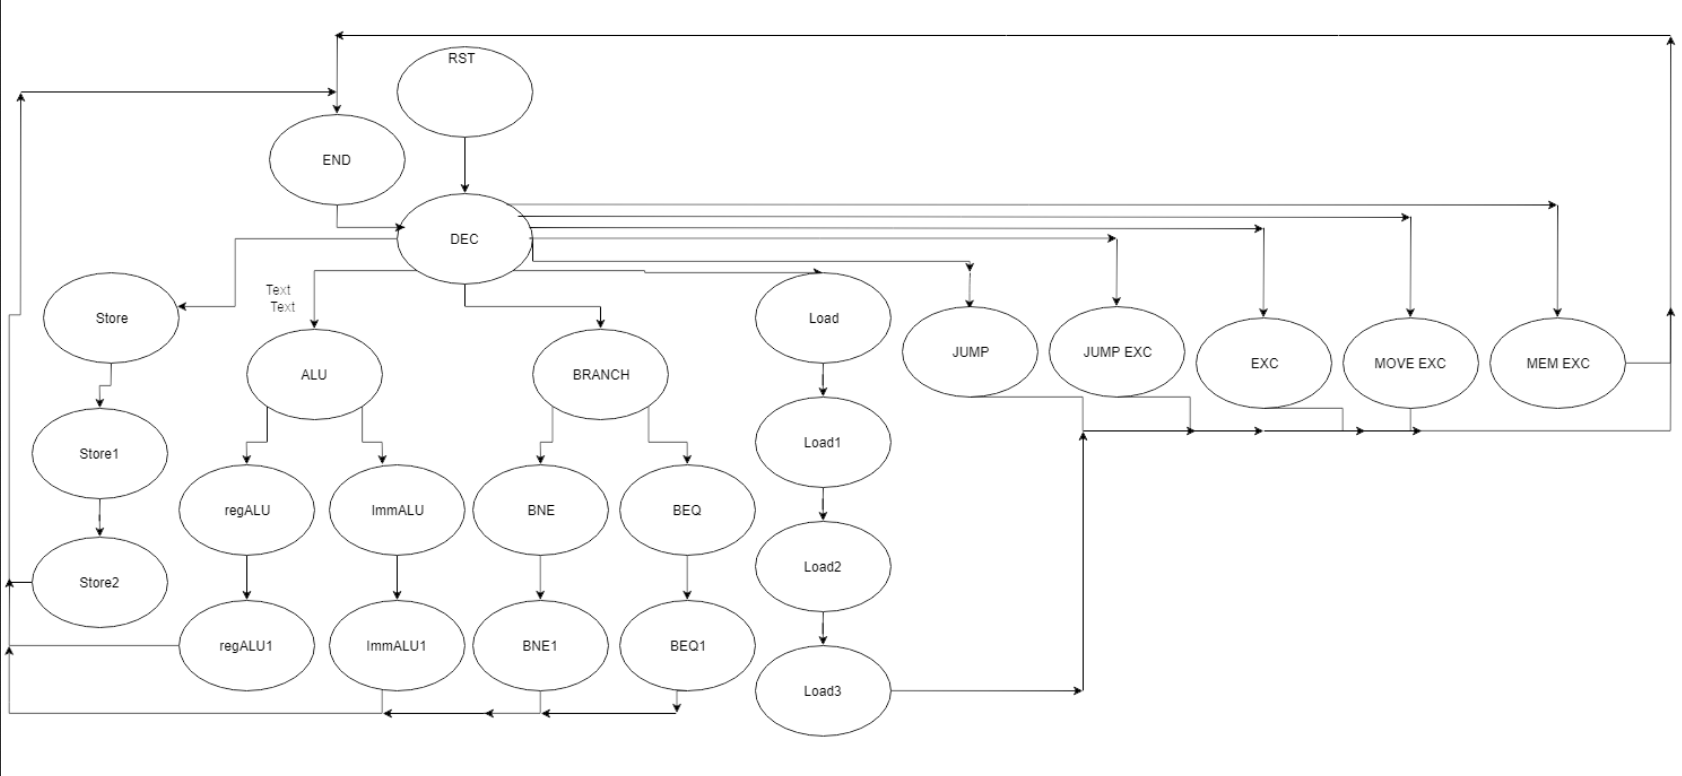 RST
END
DEC
Text
Text
Store
Load
JUMP
JUMP EXC
EXC
MOVE EXC
MEM EXC
ALU
BRANCH
Store1
Load1
regALU
ImmALU
BNE
BEQ
Store2
Load2
regALU1
ImmALU1
BNE1
BEQ1
Load3